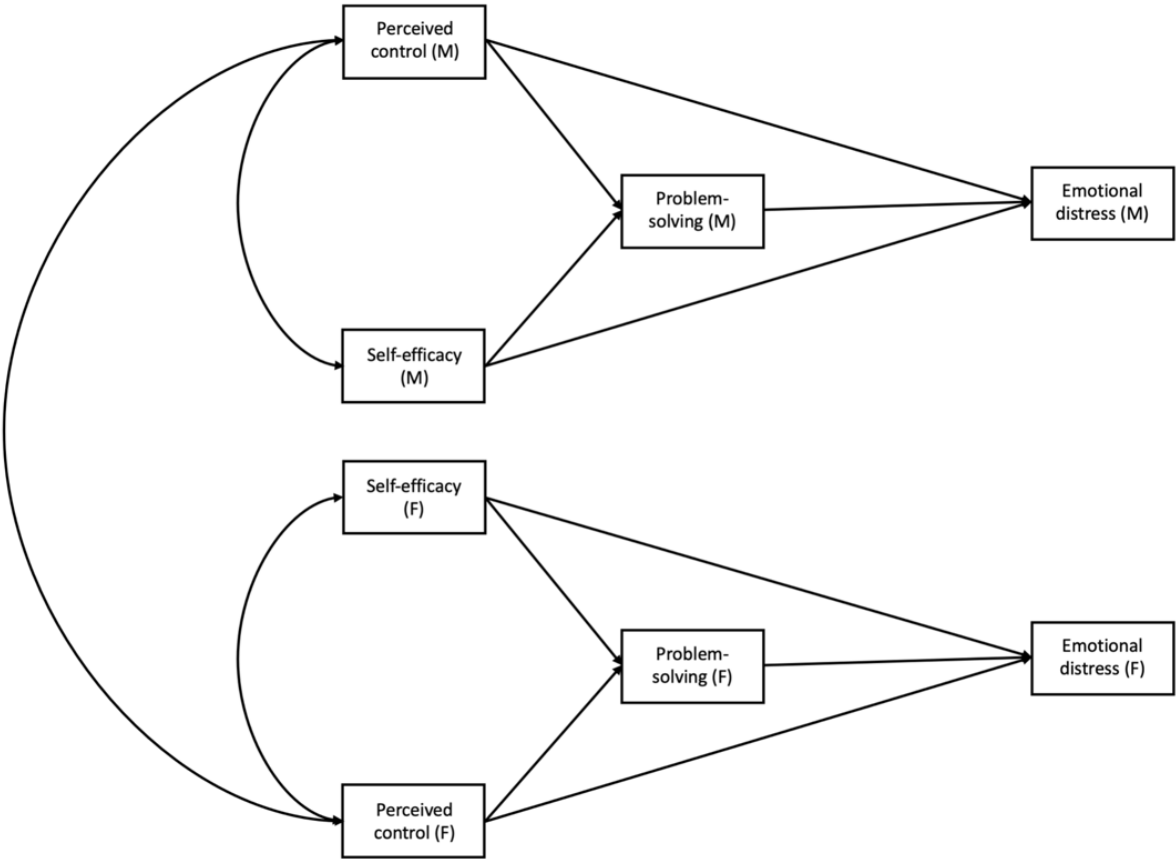 Perceived
control (M)
Problem-
solving (M)
Emotional
distress (M)
Self-efficacy
(M)
Self-efficacy
(F)
Problem-
solving (F)
Emotional
distress (F)
Perceived
control (F)